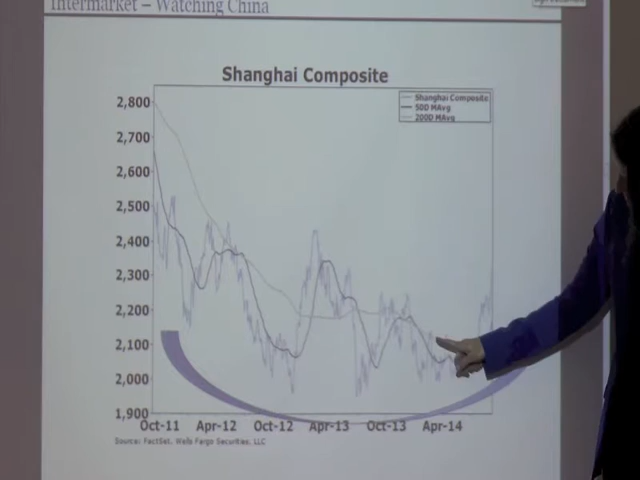 Intermarket – Watching China
Shanghai Composite
Shanghai Composite
50D MAvg
200D MAvg
2,800
2,700
2,600
2,500
2,400
2,300
2,200
2,100
2,000
1,900
Oct-11 Apr-12 Oct-12 Apr-13 Oct-13 Apr-14
Source: FactSet, Wells Fargo Securities, LLC